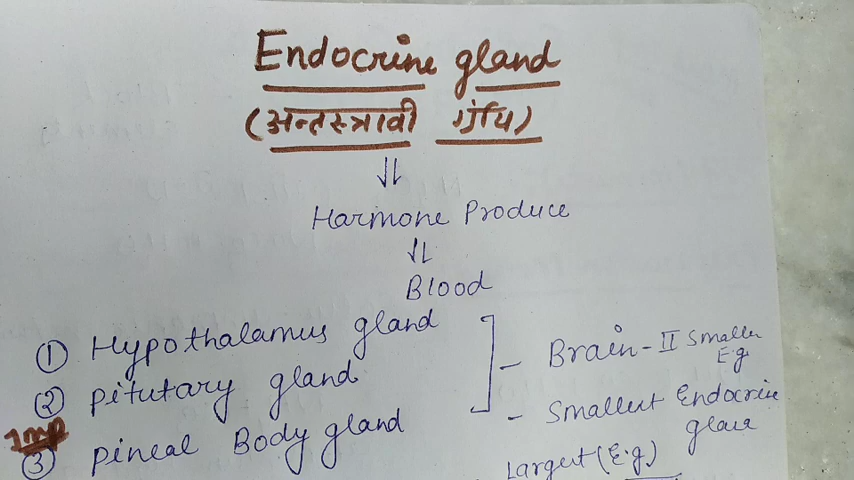 Endocrine gland
(अन्तस्त्रावी ग्रंथि)
Harmone Produce
Blood
① Hypothalamus gland
- Brain - II Smaller
E.g
② Pitutary gland
- Smallest Endocrine
gland
Imp
③ Pineal Body gland
Largest (E.g)